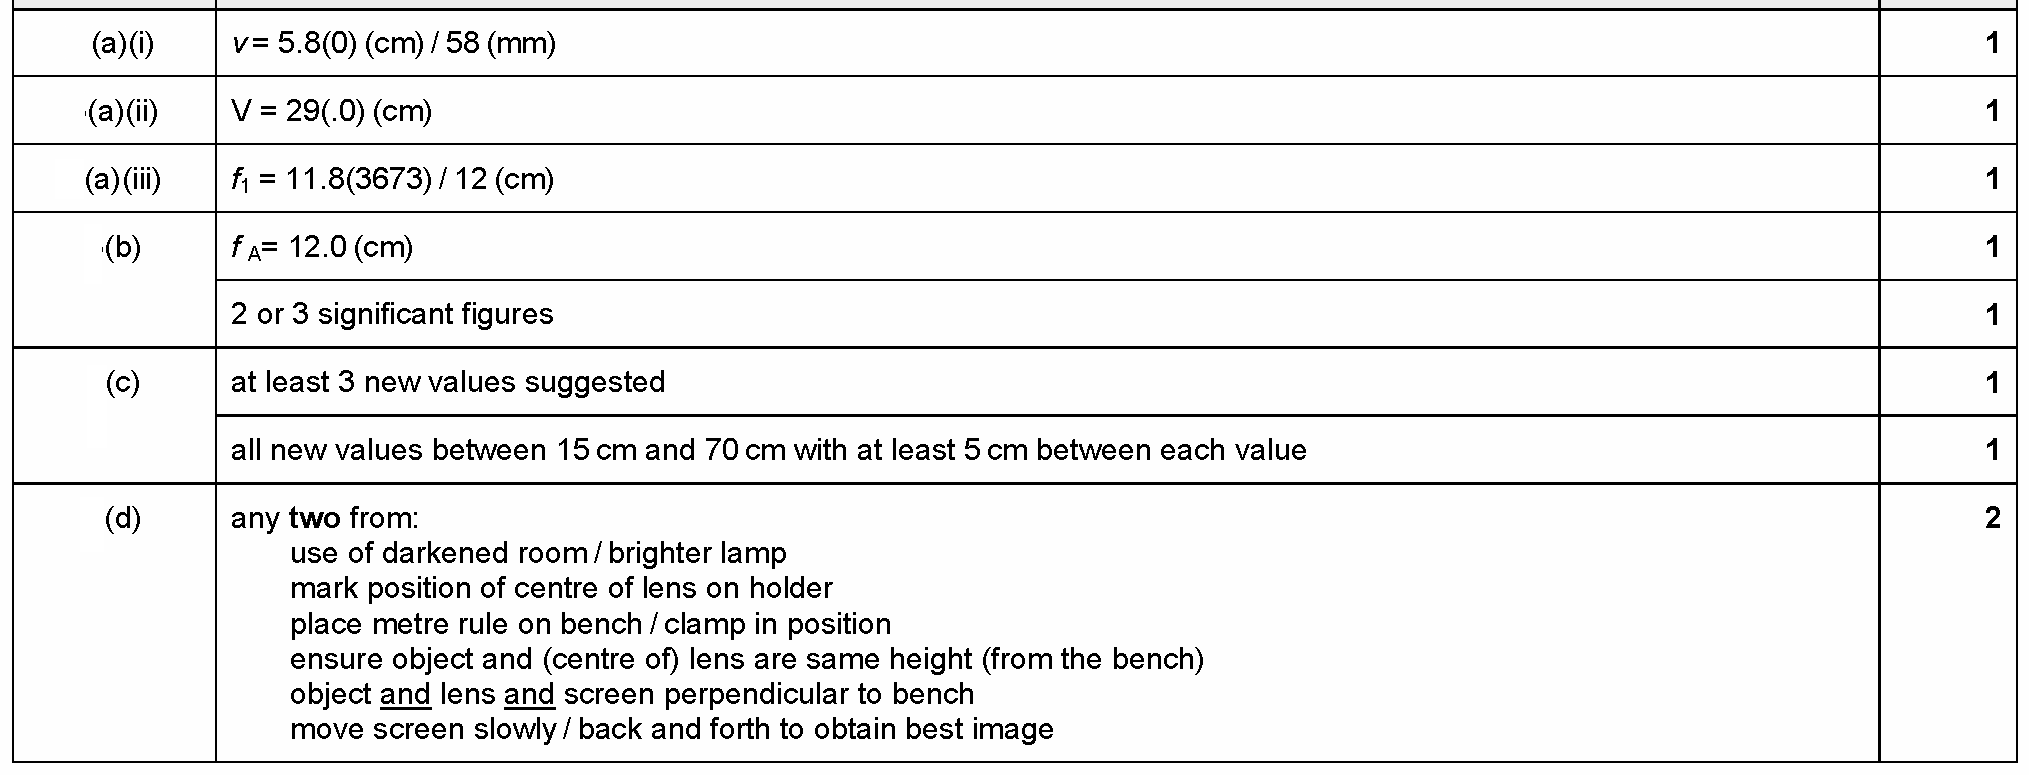 (a)(i) v = 5.8(0) (cm) / 58 (mm) 1
(a)(ii) V = 29(.0) (cm) 1
(a)(iii) f1 = 11.8(3673) / 12 (cm) 1
(b) f A= 12.0 (cm) 1
2 or 3 significant figures 1
(c) at least 3 new values suggested 1
all new values between 15 cm and 70 cm with at least 5 cm between each value 1
(d) any two from: 2
use of darkened room / brighter lamp
mark position of centre of lens on holder
place metre rule on bench / clamp in position
ensure object and (centre of) lens are same height (from the bench)
object and lens and screen perpendicular to bench
move screen slowly / back and forth to obtain best image